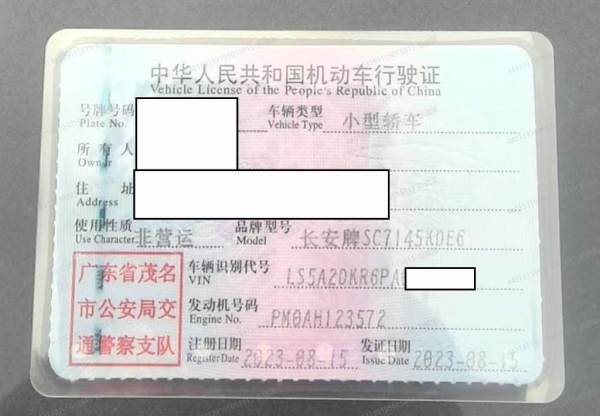 中华人民共和国机动车行驶证
Vehicle License of the People's Republic of China
号牌号码 车辆类型 小型轿车
Plate No. Vehicle Type
所有人
Owner
住址
Address
使用性质 非营运 品牌型号 长安牌SC7145KDE6
Use Character Model
广东省茂名
市公安局交
通警察支队
车辆识别代号 LS5A2DKR6PA
VIN
发动机号码 PM0AH123572
Engine No.
注册日期 2023-08-15 发证日期 2023-08-15
Register Date Issue Date